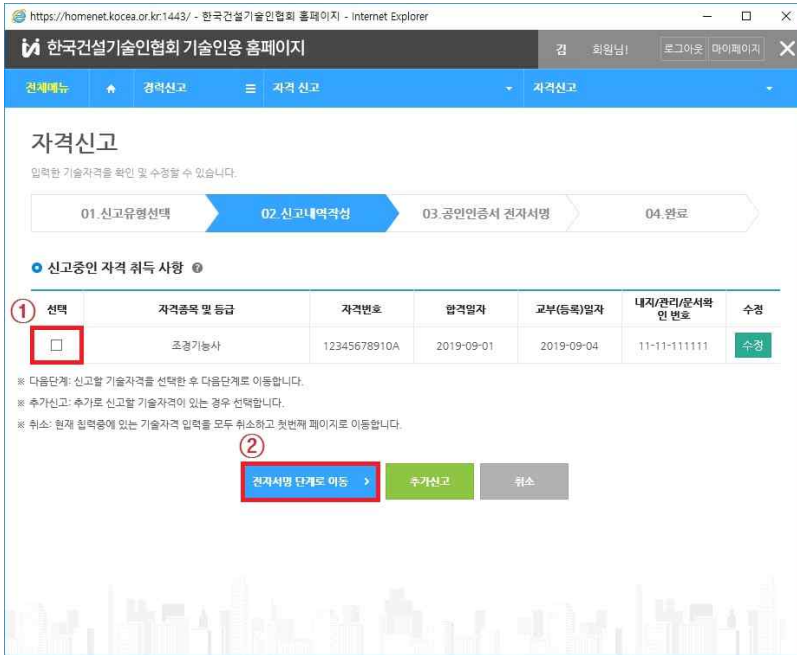 https://homenet.kocea.or.kr:1443/ - 한국건설기술인협회 홈페이지 - Internet Explorer
한국건설기술인협회 기술인용 홈페이지 김 회원님! 로그아웃 마이페이지
전체메뉴 경력신고 자격 신고 자격신고
자격신고
입력한 기술자격을 확인 및 수정할 수 있습니다.
01.신고유형선택 02.신고내역작성 03.공인인증서 전자서명 04.완료
신고중인 자격 취득 사항
① 선택 자격종목 및 등급 자격번호 합격일자 교부(등록)일자 내지/관리/문서확인 번호 수정
조경기능사 12345678910A 2019-09-01 2019-09-04 11-11-111111 수정
※ 다음단계: 신고할 기술자격을 선택한 후 다음단계로 이동합니다.
※ 추가신고: 추가로 신고할 기술자격이 있는 경우 선택합니다.
※ 취소: 현재 침력중에 있는 기술자격 입력을 모두 취소하고 첫번째 페이지로 이동합니다.
②
전자서명 단계로 이동 > 추가신고 취소